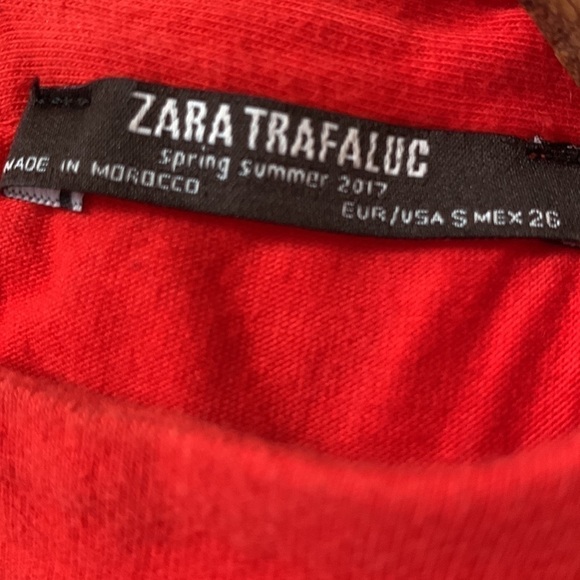 ZARA TRAFALUC
spring summer 2017
MADE IN MOROCCO
EUR/USA S MEX 26